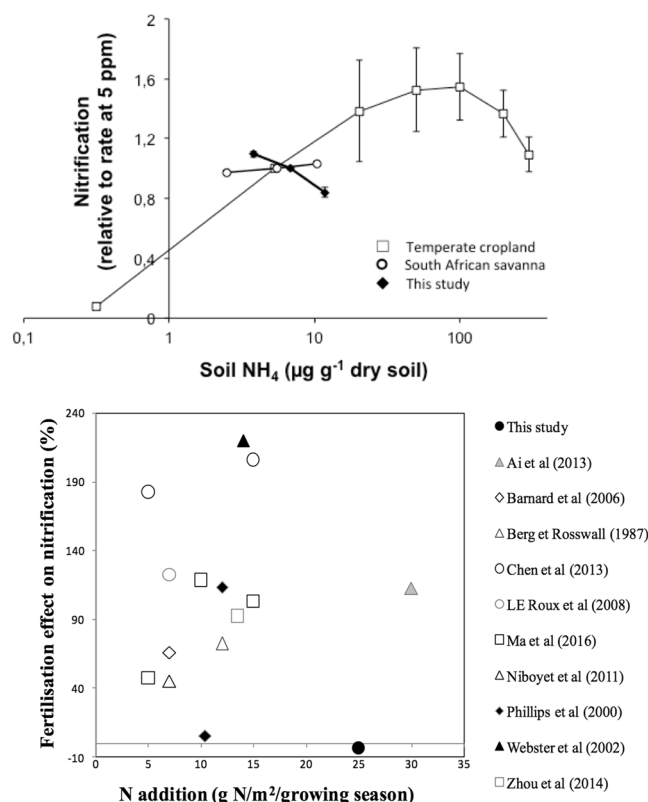 2
1,6
1,2
0,8
0,4
0
Nitrification
(relative to rate at 5 ppm)
Temperate cropland
South African savanna
This study
0,1
1
10
100
Soil NH4 (µg g-1 dry soil)
240
190
140
90
40
-10
Fertilisation effect on nitrification (%)
0
5
10
15
20
25
30
35
N addition (g N/m²/growing season)
This study
Ai et al (2013)
Barnard et al (2006)
Berg et Rosswall (1987)
Chen et al (2013)
LE Roux et al (2008)
Ma et al (2016)
Niboyet et al (2011)
Phillips et al (2000)
Webster et al (2002)
Zhou et al (2014)